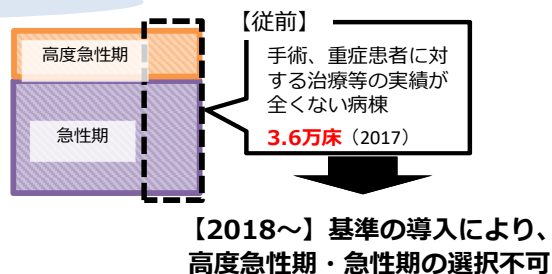 【従前】
高度急性期
急性期
手術、重症患者に対
する治療等の実績が
全くない病棟
3.6万床（2017）
【2018～】基準の導入により、
高度急性期・急性期の選択不可